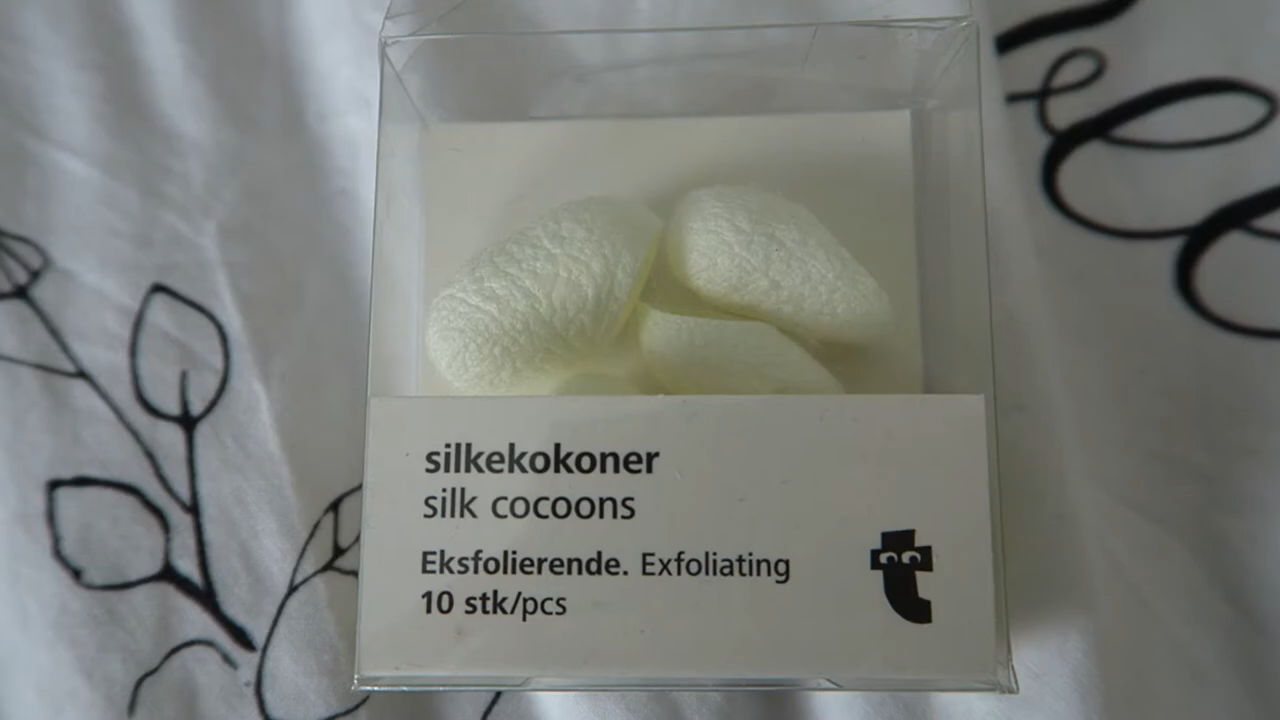 silkekokoner
silk cocoons
Eksfolierende. Exfoliating
10 stk/pcs